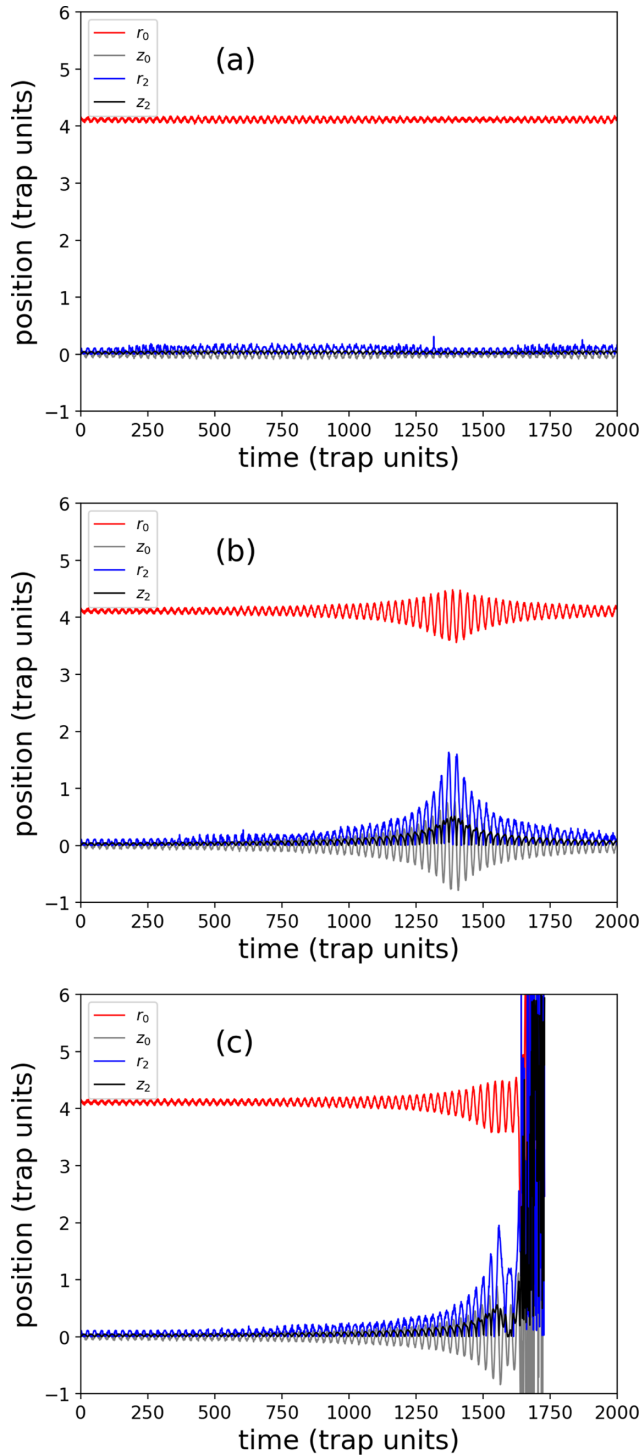 6
r₀
z₀
r₂
z₂
(a)
5
4
3
2
1
0
−1
position (trap units)
0 250 500 750 1000 1250 1500 1750 2000
time (trap units)
6
r₀
z₀
r₂
z₂
(b)
5
4
3
2
1
0
−1
position (trap units)
0 250 500 750 1000 1250 1500 1750 2000
time (trap units)
6
r₀
z₀
r₂
z₂
(c)
5
4
3
2
1
0
−1
position (trap units)
0 250 500 750 1000 1250 1500 1750 2000
time (trap units)